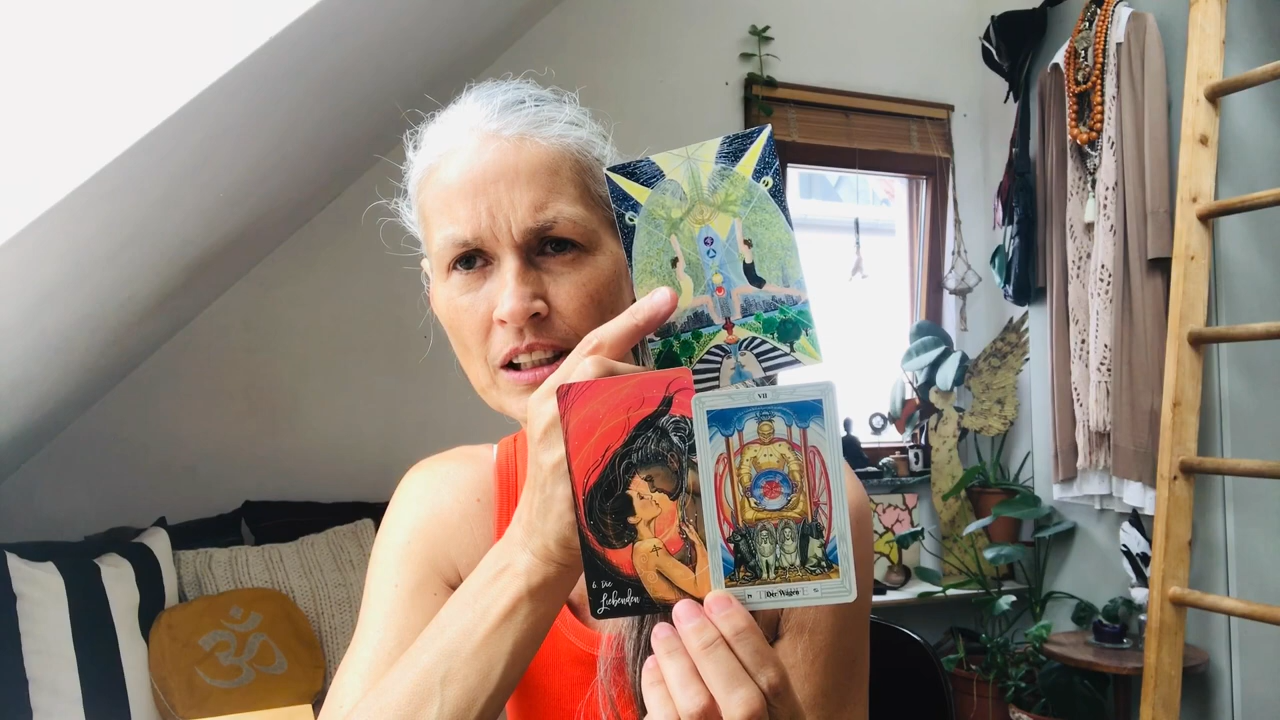 VII
Der Wagen
6. Die
Liebenden
ॐ